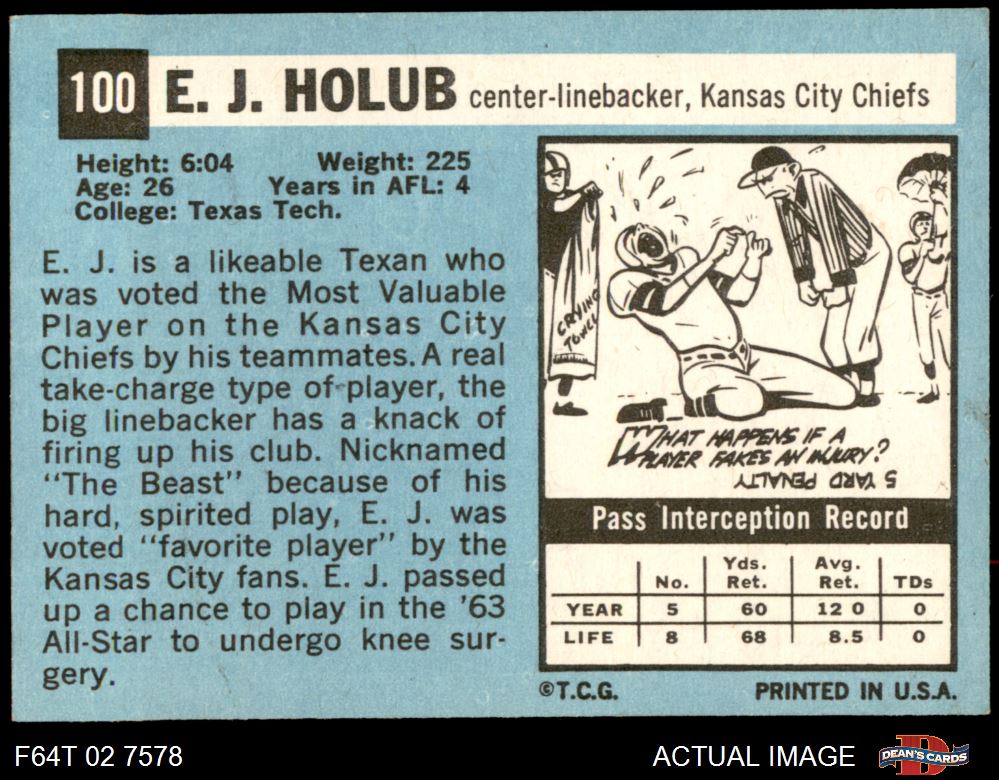 100 E. J. HOLUB center-linebacker, Kansas City Chiefs
Height: 6:04 Weight: 225
Age: 26 Years in AFL: 4
College: Texas Tech.
E. J. is a likeable Texan who
was voted the Most Valuable
Player on the Kansas City
Chiefs by his teammates. A real
take-charge type of player, the
big linebacker has a knack of
firing up his club. Nicknamed
"The Beast" because of his
hard, spirited play, E. J. was
voted "favorite player" by the
Kansas City fans. E. J. passed
up a chance to play in the '63
All-Star to undergo knee sur-
gery.
CRYING
TOWEL
WHAT HAPPENS IF A
PLAYER FAKES AN INJURY?
5 YARD PENALTY
Pass Interception Record
No. Yds. Ret. Avg. Ret. TDs
YEAR 5 60 12 0 0
LIFE 8 68 8.5 0
©T.C.G. PRINTED IN U.S.A.
F64T 02 7578 ACTUAL IMAGE DEAN'S CARDS